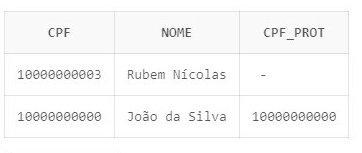 CPF NOME CPF_PROT
10000000003 Rubem Nícolas -
10000000000 João da Silva 10000000000